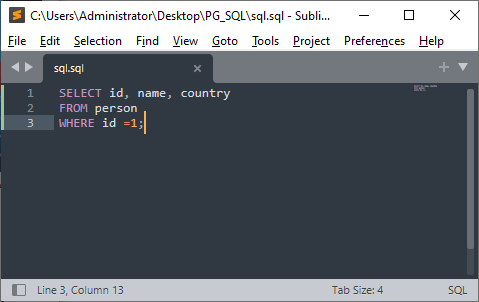 C:\Users\Administrator\Desktop\PG_SQL\sql.sql - Subli...
File Edit Selection Find View Goto Tools Project Preferences Help
sql.sql
1 SELECT id, name, country
2 FROM person
3 WHERE id =1;
Line 3, Column 13 Tab Size: 4 SQL